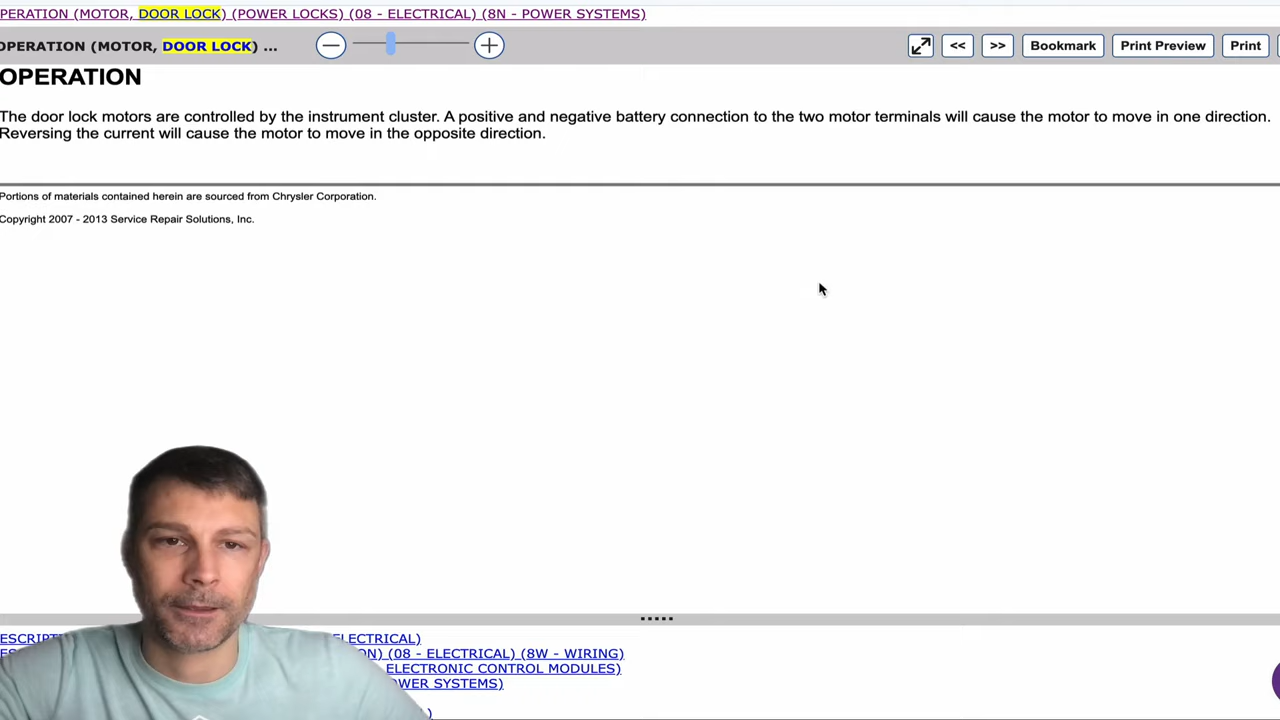 PERATION (MOTOR, DOOR LOCK) (POWER LOCKS) (08 - ELECTRICAL) (8N - POWER SYSTEMS)
OPERATION (MOTOR, DOOR LOCK) ... << >> Bookmark Print Preview Print
OPERATION
The door lock motors are controlled by the instrument cluster. A positive and negative battery connection to the two motor terminals will cause the motor to move in one direction.
Reversing the current will cause the motor to move in the opposite direction.
Portions of materials contained herein are sourced from Chrysler Corporation.
Copyright 2007 - 2013 Service Repair Solutions, Inc.
ESCRIPT ELECTRICAL)
ON) (08 - ELECTRICAL) (8W - WIRING)
ELECTRONIC CONTROL MODULES)
OWER SYSTEMS)